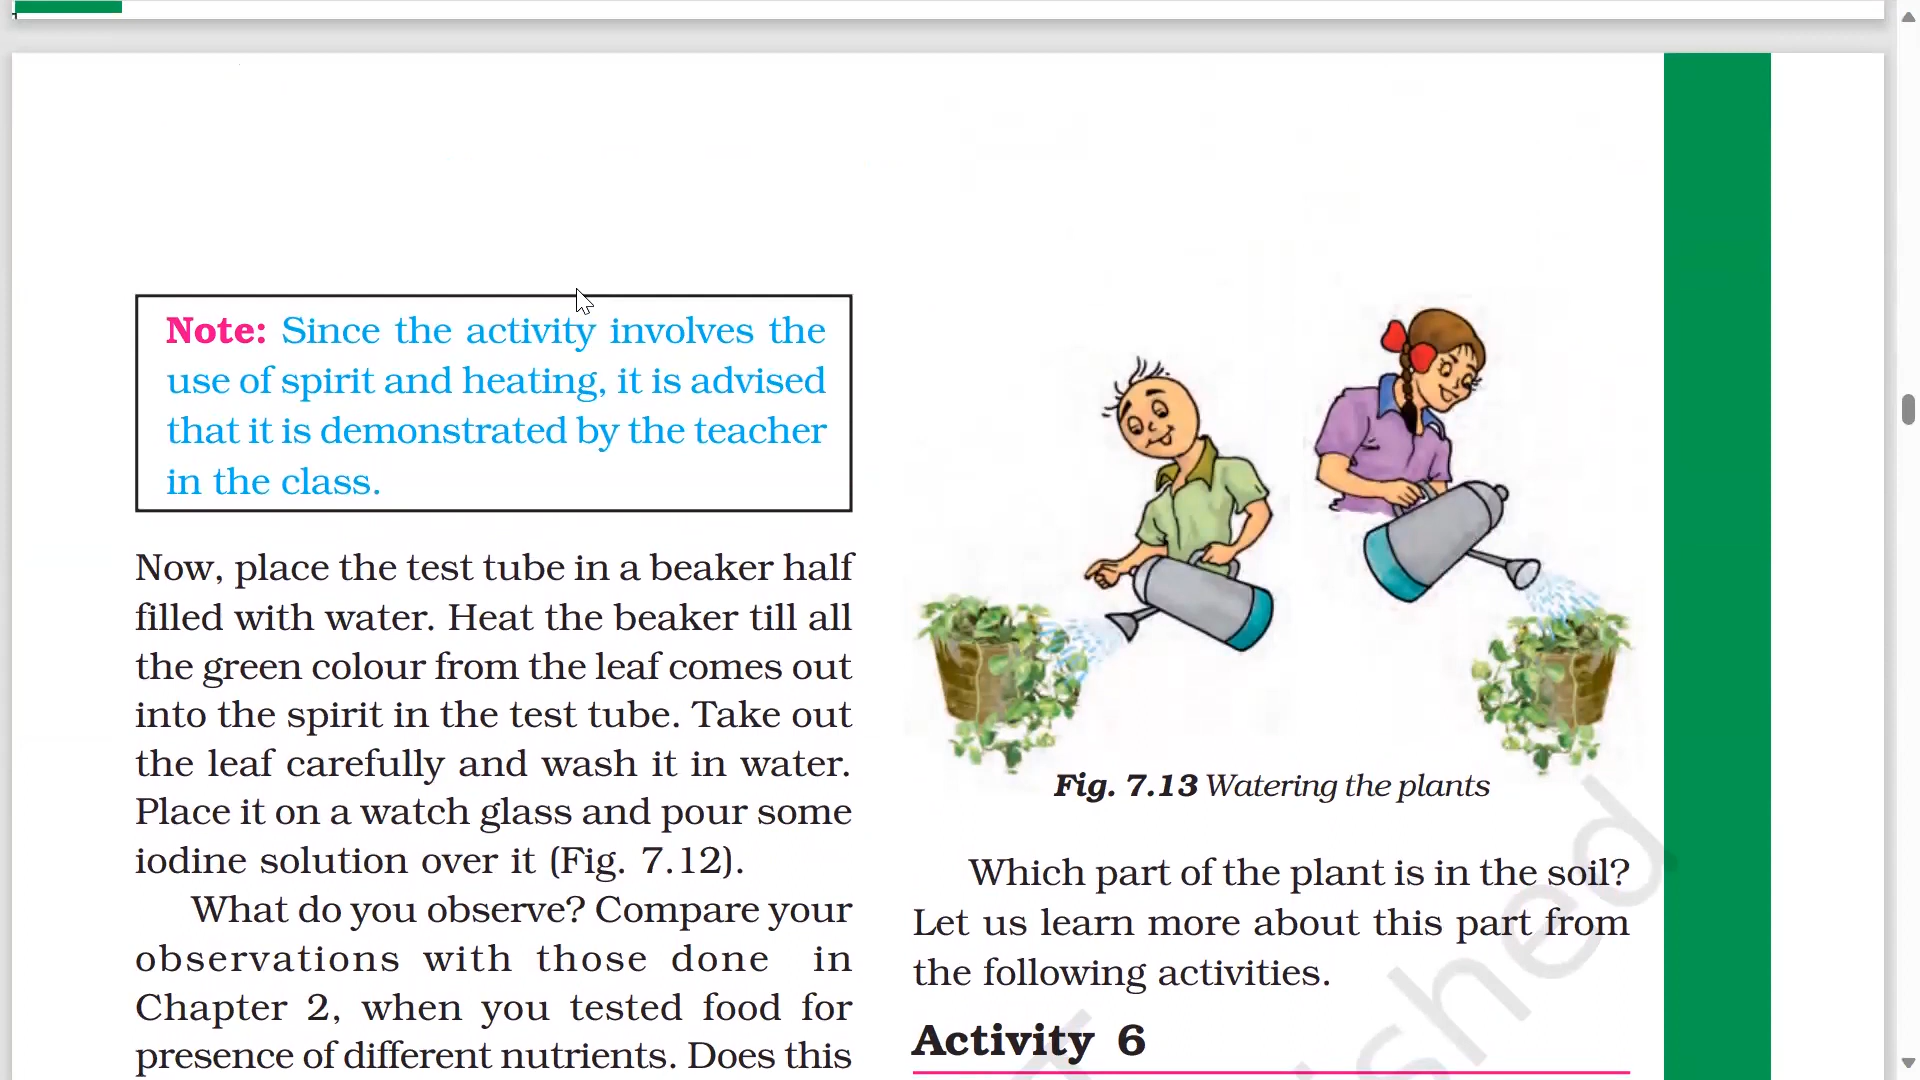 Note: Since the activity involves the
use of spirit and heating, it is advised
that it is demonstrated by the teacher
in the class.
Now, place the test tube in a beaker half
filled with water. Heat the beaker till all
the green colour from the leaf comes out
into the spirit in the test tube. Take out
the leaf carefully and wash it in water.
Place it on a watch glass and pour some
iodine solution over it (Fig. 7.12).
What do you observe? Compare your
observations with those done in
Chapter 2, when you tested food for
presence of different nutrients. Does this
Fig. 7.13 Watering the plants
Which part of the plant is in the soil?
Let us learn more about this part from
the following activities.
Activity 6